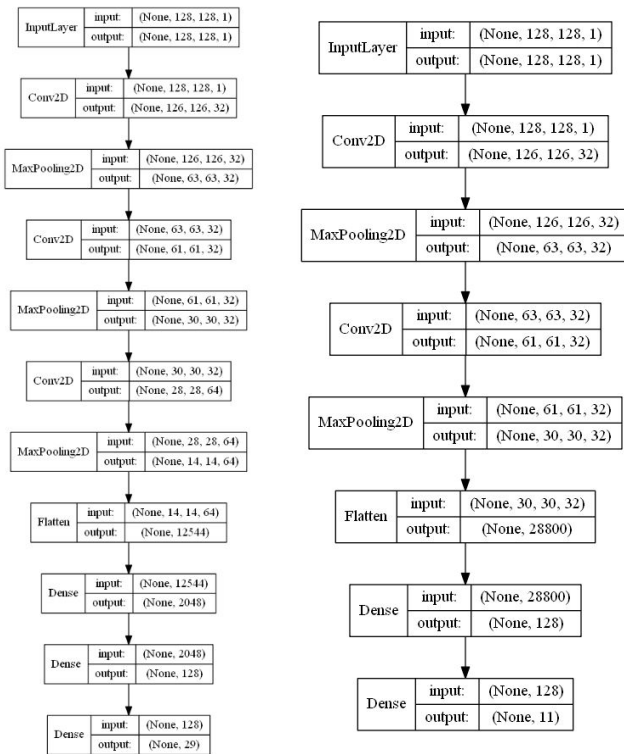 InputLayer input: (None, 128, 128, 1)
output: (None, 128, 128, 1)
Conv2D input: (None, 128, 128, 1)
output: (None, 126, 126, 32)
MaxPooling2D input: (None, 126, 126, 32)
output: (None, 63, 63, 32)
Conv2D input: (None, 63, 63, 32)
output: (None, 61, 61, 32)
MaxPooling2D input: (None, 61, 61, 32)
output: (None, 30, 30, 32)
Conv2D input: (None, 30, 30, 32)
output: (None, 28, 28, 64)
MaxPooling2D input: (None, 28, 28, 64)
output: (None, 14, 14, 64)
Flatten input: (None, 14, 14, 64)
output: (None, 12544)
Dense input: (None, 12544)
output: (None, 2048)
Dense input: (None, 2048)
output: (None, 128)
Dense input: (None, 128)
output: (None, 29)
InputLayer input: (None, 128, 128, 1)
output: (None, 128, 128, 1)
Conv2D input: (None, 128, 128, 1)
output: (None, 126, 126, 32)
MaxPooling2D input: (None, 126, 126, 32)
output: (None, 63, 63, 32)
Conv2D input: (None, 63, 63, 32)
output: (None, 61, 61, 32)
MaxPooling2D input: (None, 61, 61, 32)
output: (None, 30, 30, 32)
Flatten input: (None, 30, 30, 32)
output: (None, 28800)
Dense input: (None, 28800)
output: (None, 128)
Dense input: (None, 128)
output: (None, 11)